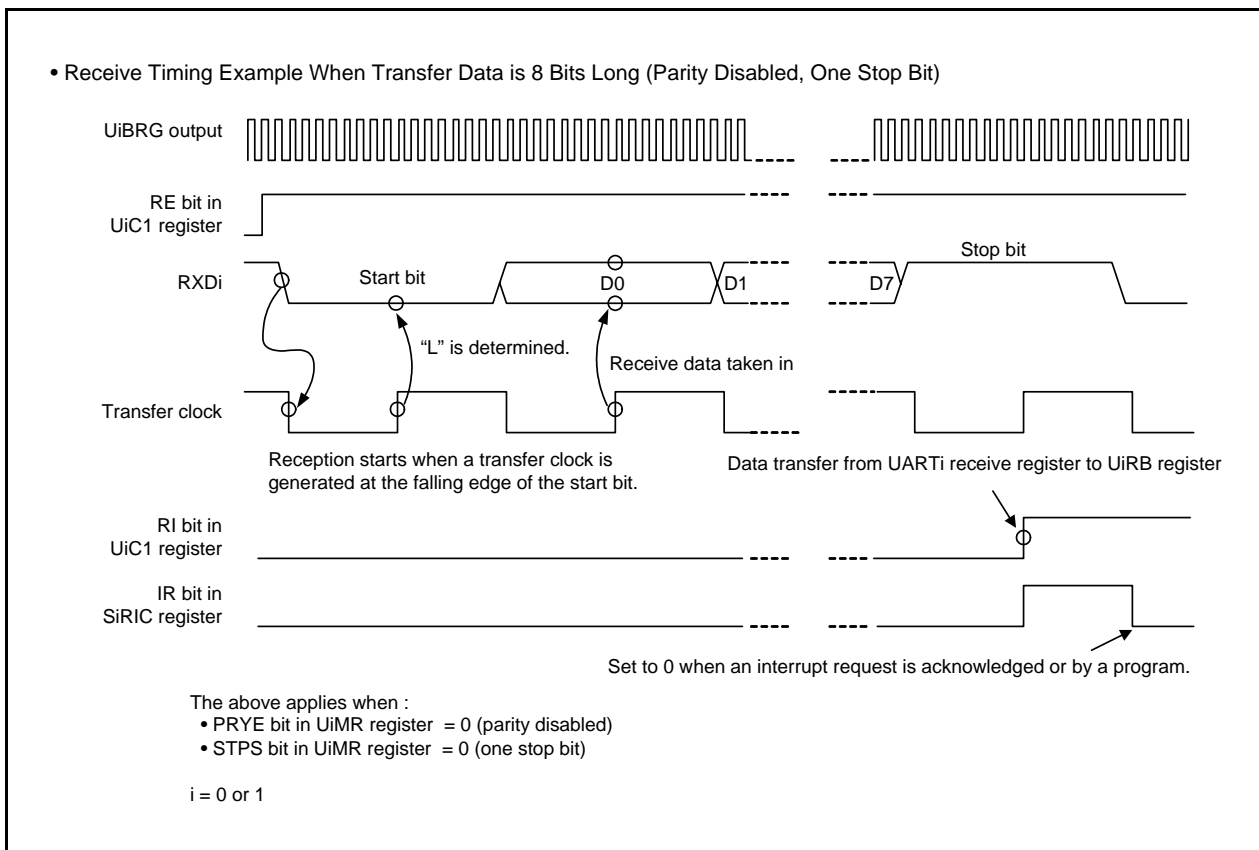 • Receive Timing Example When Transfer Data is 8 Bits Long (Parity Disabled, One Stop Bit)
UiBRG output
RE bit in
UiC1 register
RXDi
Start bit
D0
D1
D7
Stop bit
“L” is determined.
Receive data taken in
Transfer clock
Reception starts when a transfer clock is
generated at the falling edge of the start bit.
Data transfer from UARTi receive register to UiRB register
RI bit in
UiC1 register
IR bit in
SiRIC register
Set to 0 when an interrupt request is acknowledged or by a program.
The above applies when :
• PRYE bit in UiMR register = 0 (parity disabled)
• STPS bit in UiMR register = 0 (one stop bit)
i = 0 or 1